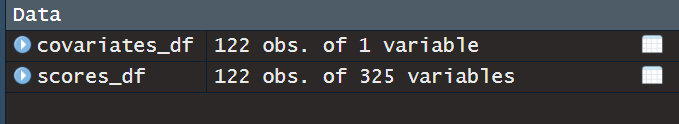 Data
covariates_df 122 obs. of 1 variable
scores_df 122 obs. of 325 variables